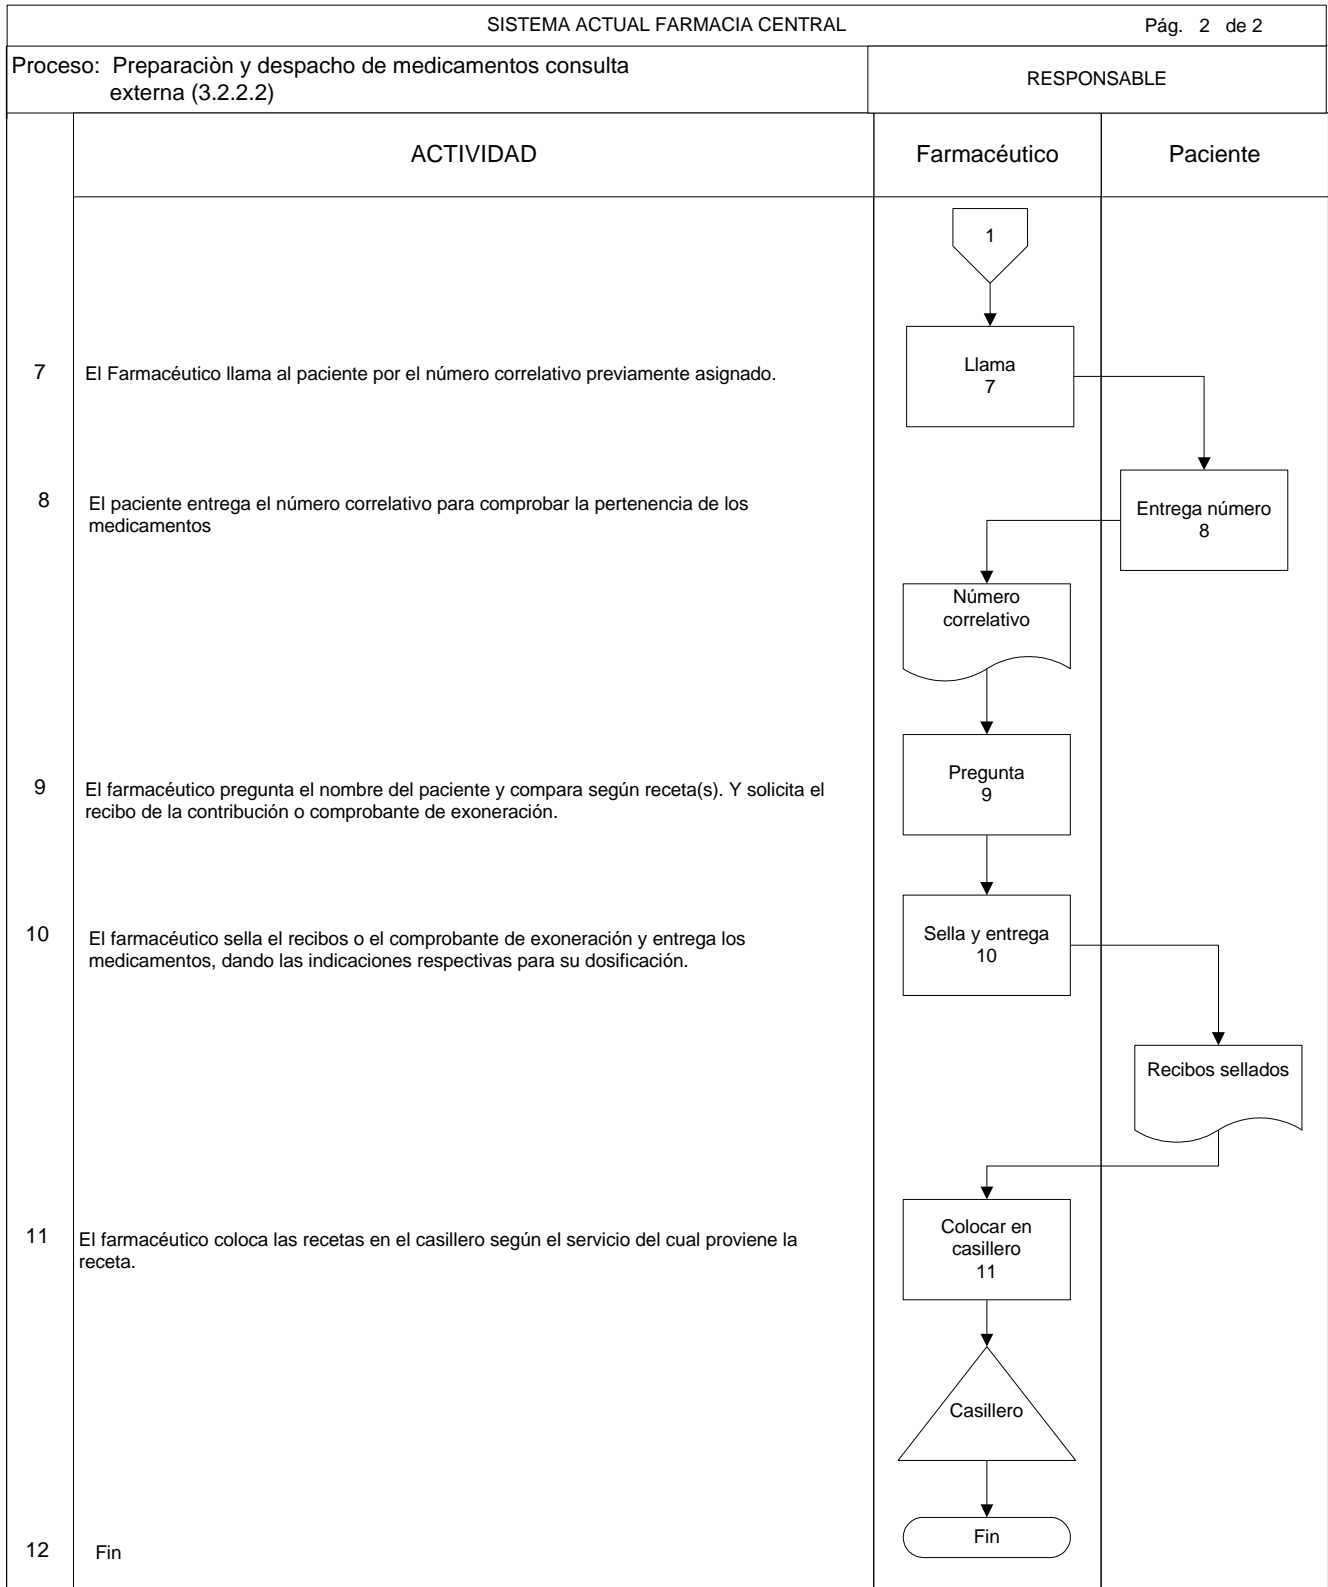 SISTEMA ACTUAL FARMACIA CENTRAL Pág. 2 de 2
Proceso: Preparaciòn y despacho de medicamentos consulta
externa (3.2.2.2)
RESPONSABLE
ACTIVIDAD
Farmacéutico
Paciente
1
7
El Farmacéutico llama al paciente por el número correlativo previamente asignado.
Llama
7
8
El paciente entrega el número correlativo para comprobar la pertenencia de los
medicamentos
Entrega número
8
Número
correlativo
9
El farmacéutico pregunta el nombre del paciente y compara según receta(s). Y solicita el
recibo de la contribución o comprobante de exoneración.
Pregunta
9
10
El farmacéutico sella el recibos o el comprobante de exoneración y entrega los
medicamentos, dando las indicaciones respectivas para su dosificación.
Sella y entrega
10
Recibos sellados
11
El farmacéutico coloca las recetas en el casillero según el servicio del cual proviene la
receta.
Colocar en
casillero
11
Casillero
12
Fin
Fin